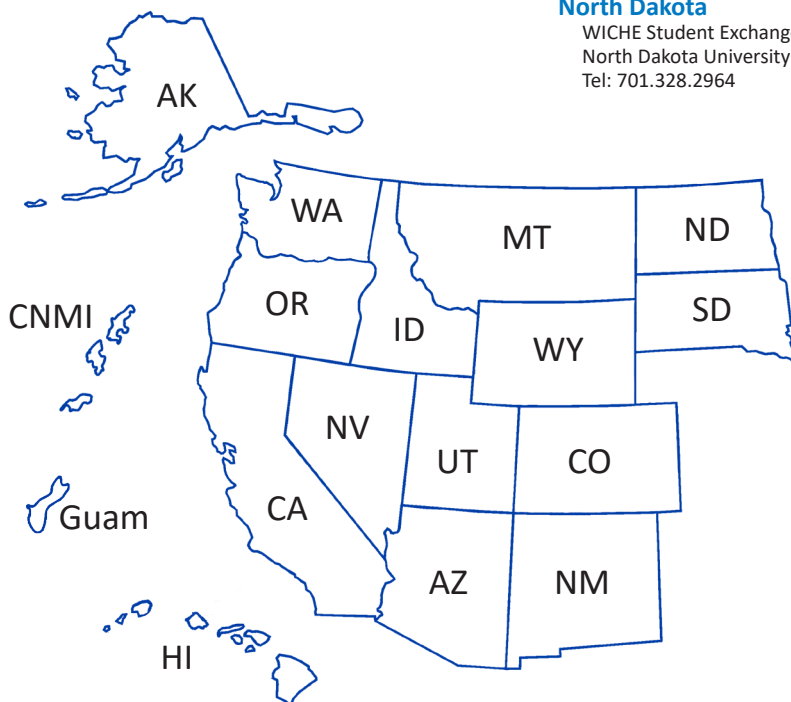 North Dakota
WICHE Student Exchange
North Dakota University
Tel: 701.328.2964
AK
WA
MT
ND
OR
SD
CNMI
ID
WY
NV
UT
CO
CA
Guam
AZ
NM
HI